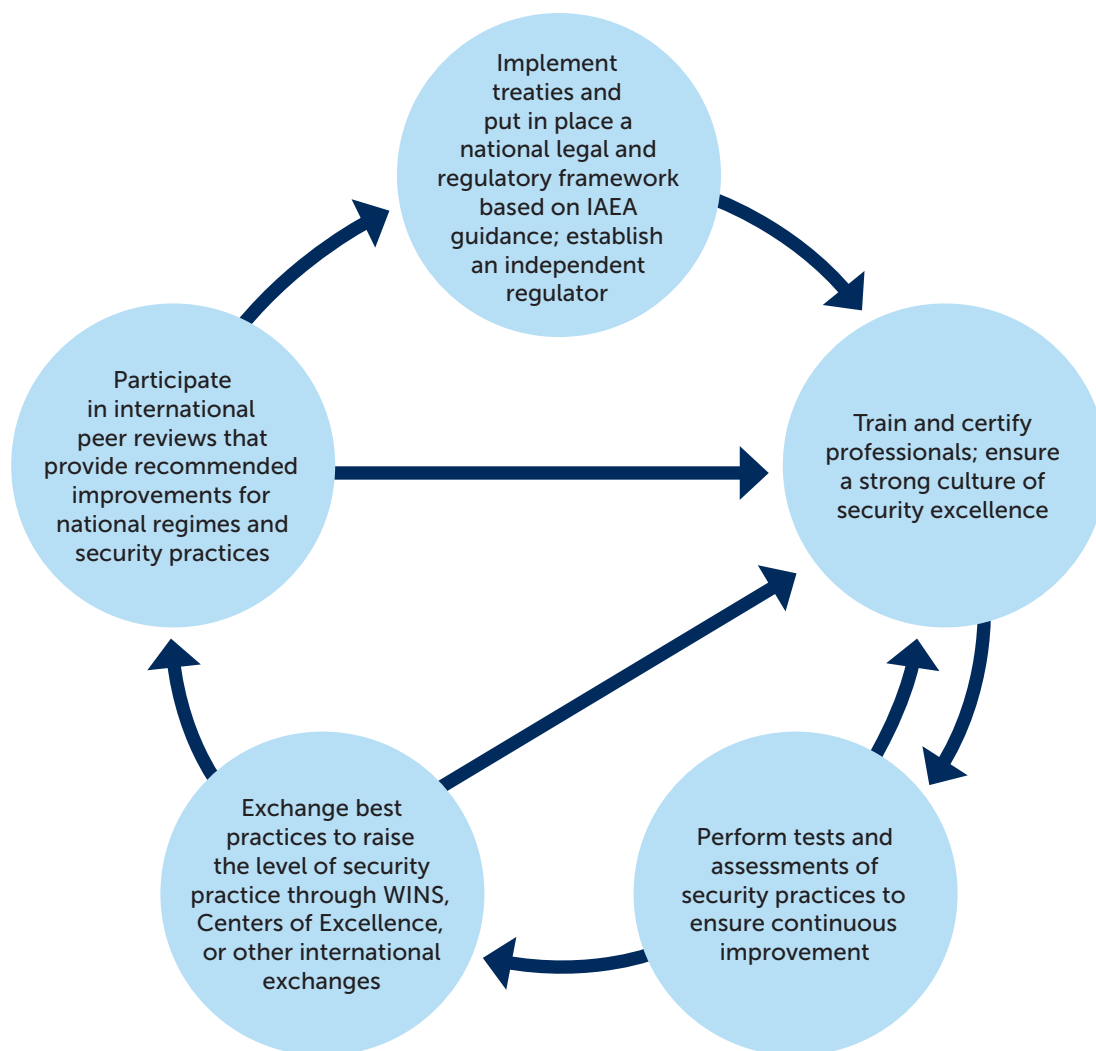 Implement
treaties and
put in place a
national legal and
regulatory framework
based on IAEA
guidance; establish
an independent
regulator
Participate
in international
peer reviews that
provide recommended
improvements for
national regimes and
security practices
Train and certify
professionals; ensure
a strong culture of
security excellence
Exchange best
practices to raise
the level of security
practice through WINS,
Centers of Excellence,
or other international
exchanges
Perform tests and
assessments of
security practices to
ensure continuous
improvement